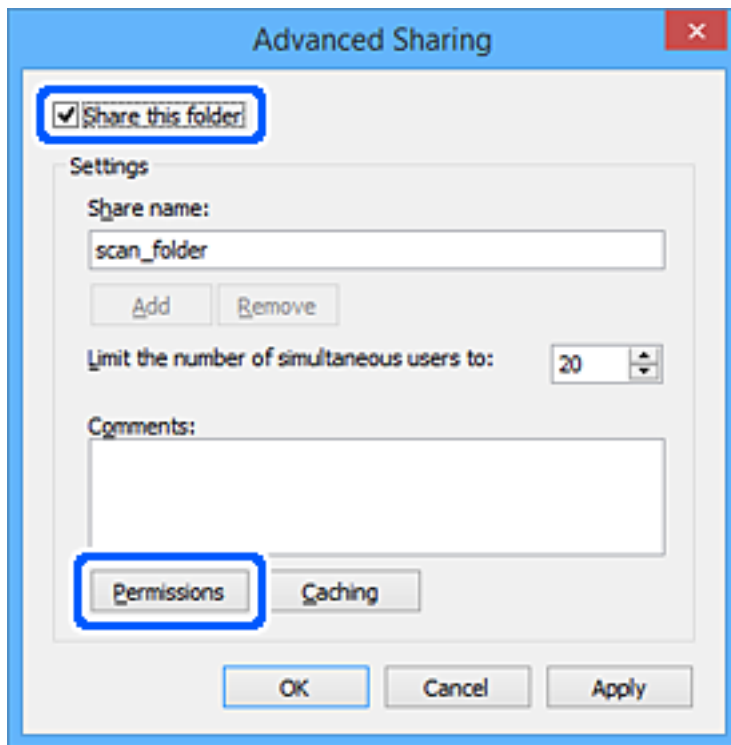 Advanced Sharing
Share this folder
Settings
Share name:
scan_folder
Add Remove
Limit the number of simultaneous users to: 20
Comments:
Permissions Caching
OK Cancel Apply